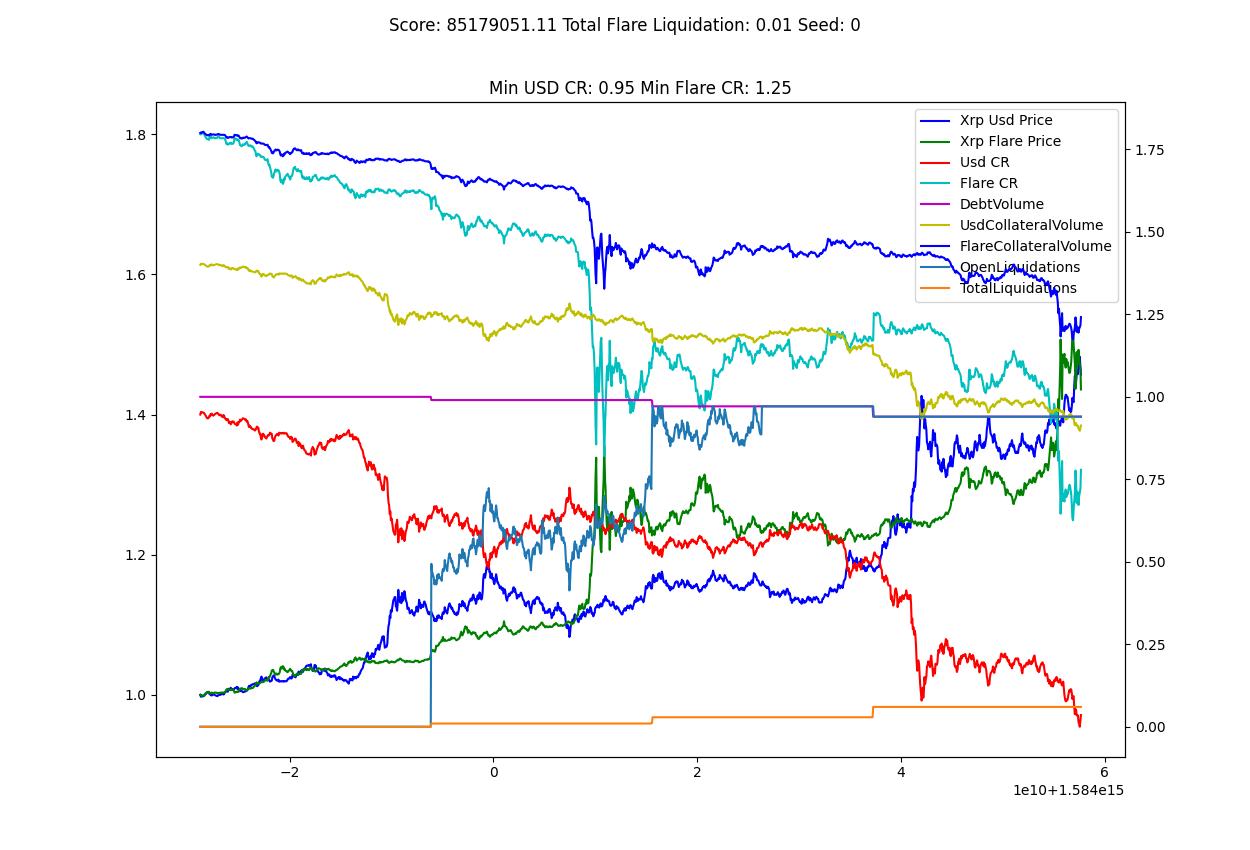 Score: 85179051.11 Total Flare Liquidation: 0.01 Seed: 0
Min USD CR: 0.95 Min Flare CR: 1.25
Xrp Usd Price
Xrp Flare Price
Usd CR
Flare CR
DebtVolume
UsdCollateralVolume
FlareCollateralVolume
OpenLiquidations
TotalLiquidations
1.8
1.6
1.4
1.2
1.0
1.75
1.50
1.25
1.00
0.75
0.50
0.25
0.00
−2 0 2 4 6
1e10+1.584e15